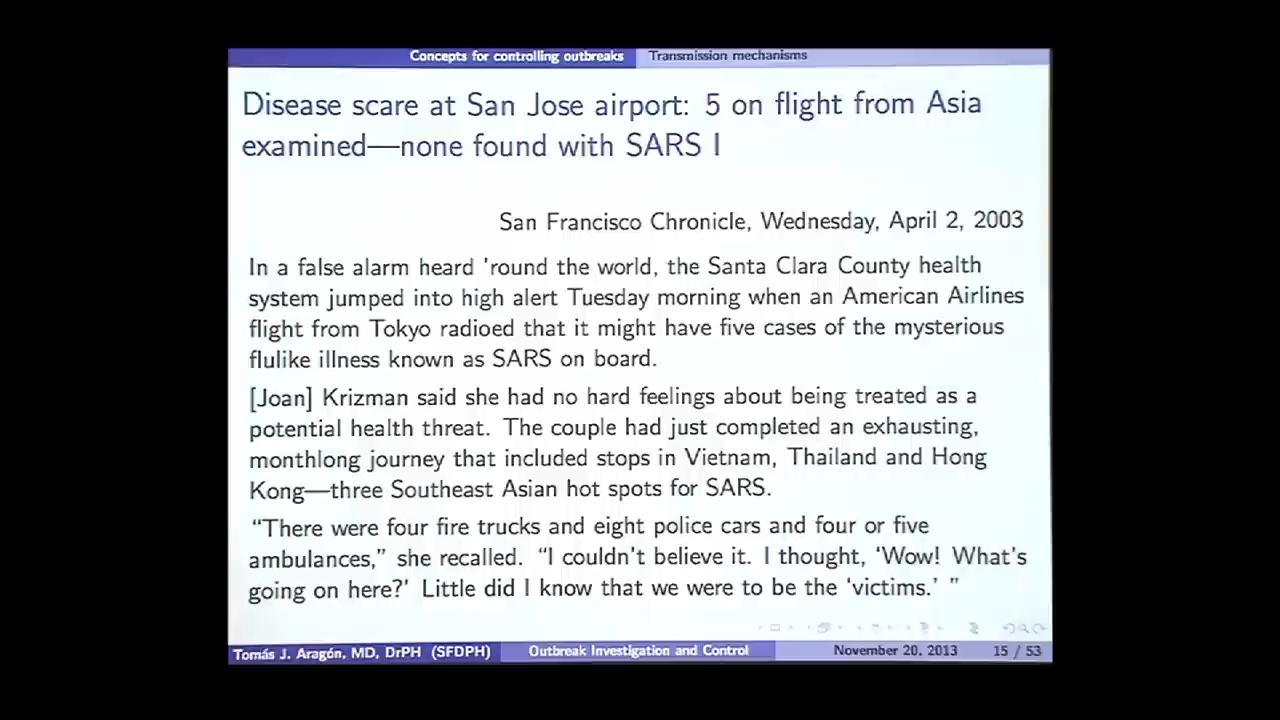 Concepts for controlling outbreaks Transmission mechanisms
Disease scare at San Jose airport: 5 on flight from Asia
examined—none found with SARS I
San Francisco Chronicle, Wednesday, April 2, 2003
In a false alarm heard 'round the world, the Santa Clara County health
system jumped into high alert Tuesday morning when an American Airlines
flight from Tokyo radioed that it might have five cases of the mysterious
flulike illness known as SARS on board.
[Joan] Krizman said she had no hard feelings about being treated as a
potential health threat. The couple had just completed an exhausting,
monthlong journey that included stops in Vietnam, Thailand and Hong
Kong—three Southeast Asian hot spots for SARS.
“There were four fire trucks and eight police cars and four or five
ambulances,” she recalled. “I couldn't believe it. I thought, ‘Wow! What's
going on here?’ Little did I know that we were to be the ‘victims.’ ”
Tomás J. Aragón, MD, DrPH (SFDPH) Outbreak Investigation and Control November 20, 2013 15 / 53